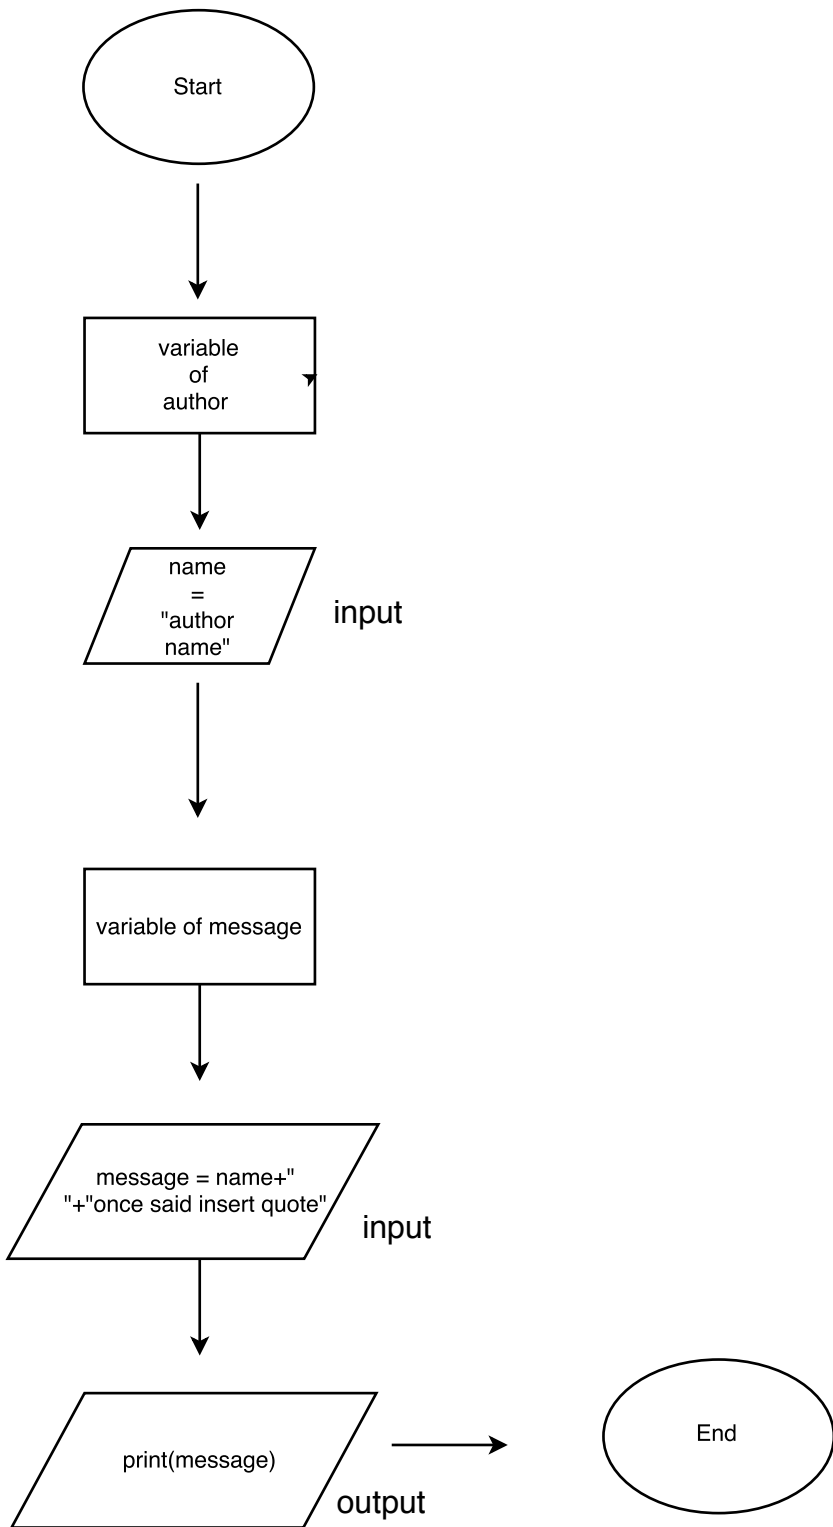 Start
variable
of
author
name
=
"author
name"
input
variable of message
message = name+"
"+"once said insert quote"
input
print(message)
output
End